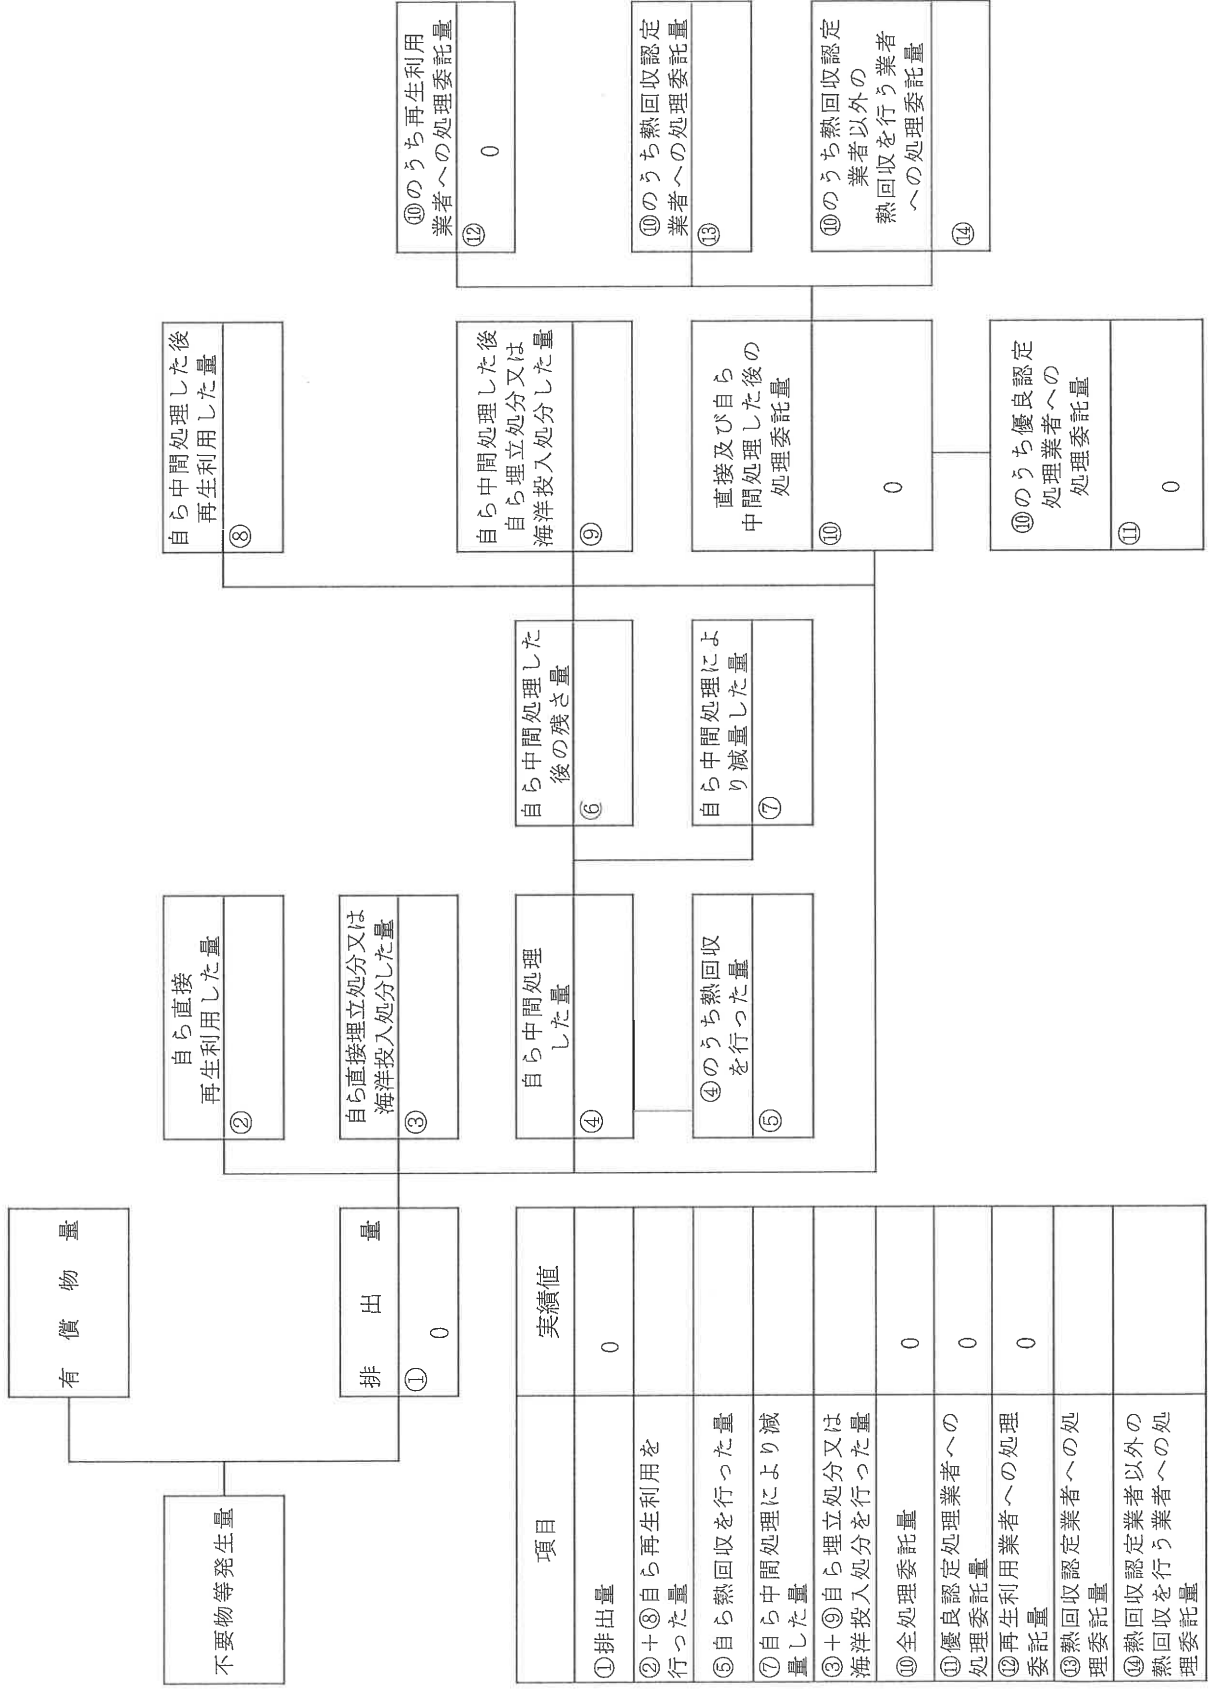 不要物等発生量
有償物量
排出量
①
0
自ら直接
再生利用した量
②
自ら直接埋立処分又は
海洋投入処分した量
③
自ら中間処理
した量
④
④のうち熱回収
を行った量
⑤
自ら中間処理した
後の残さ量
⑥
自ら中間処理によ
り減量した量
⑦
自ら中間処理した後
再生利用した量
⑧
自ら中間処理した後
自ら埋立処分又は
海洋投入処分した量
⑨
直接及び自ら
中間処理した後の
処理委託量
⑩
0
⑩のうち優良認定
処理業者への
処理委託量
⑪
0
⑩のうち再生利用
業者への処理委託量
⑫
0
⑩のうち熱回収認定
業者への処理委託量
⑬
⑩のうち熱回収認定
業者以外の
熱回収を行う業者
への処理委託量
⑭
項目 実績値
①排出量 0
②+⑧自ら再生利用を
行った量
⑤自ら熱回収を行った量
⑦自ら中間処理により減
量した量
③+⑨自ら埋立処分又は
海洋投入処分を行った量
⑩全処理委託量 0
⑪優良認定処理業者への
処理委託量 0
⑫再生利用業者への処理
委託量 0
⑬熱回収認定業者への処
理委託量
⑭熱回収認定業者以外の
熱回収を行う業者への処
理委託量